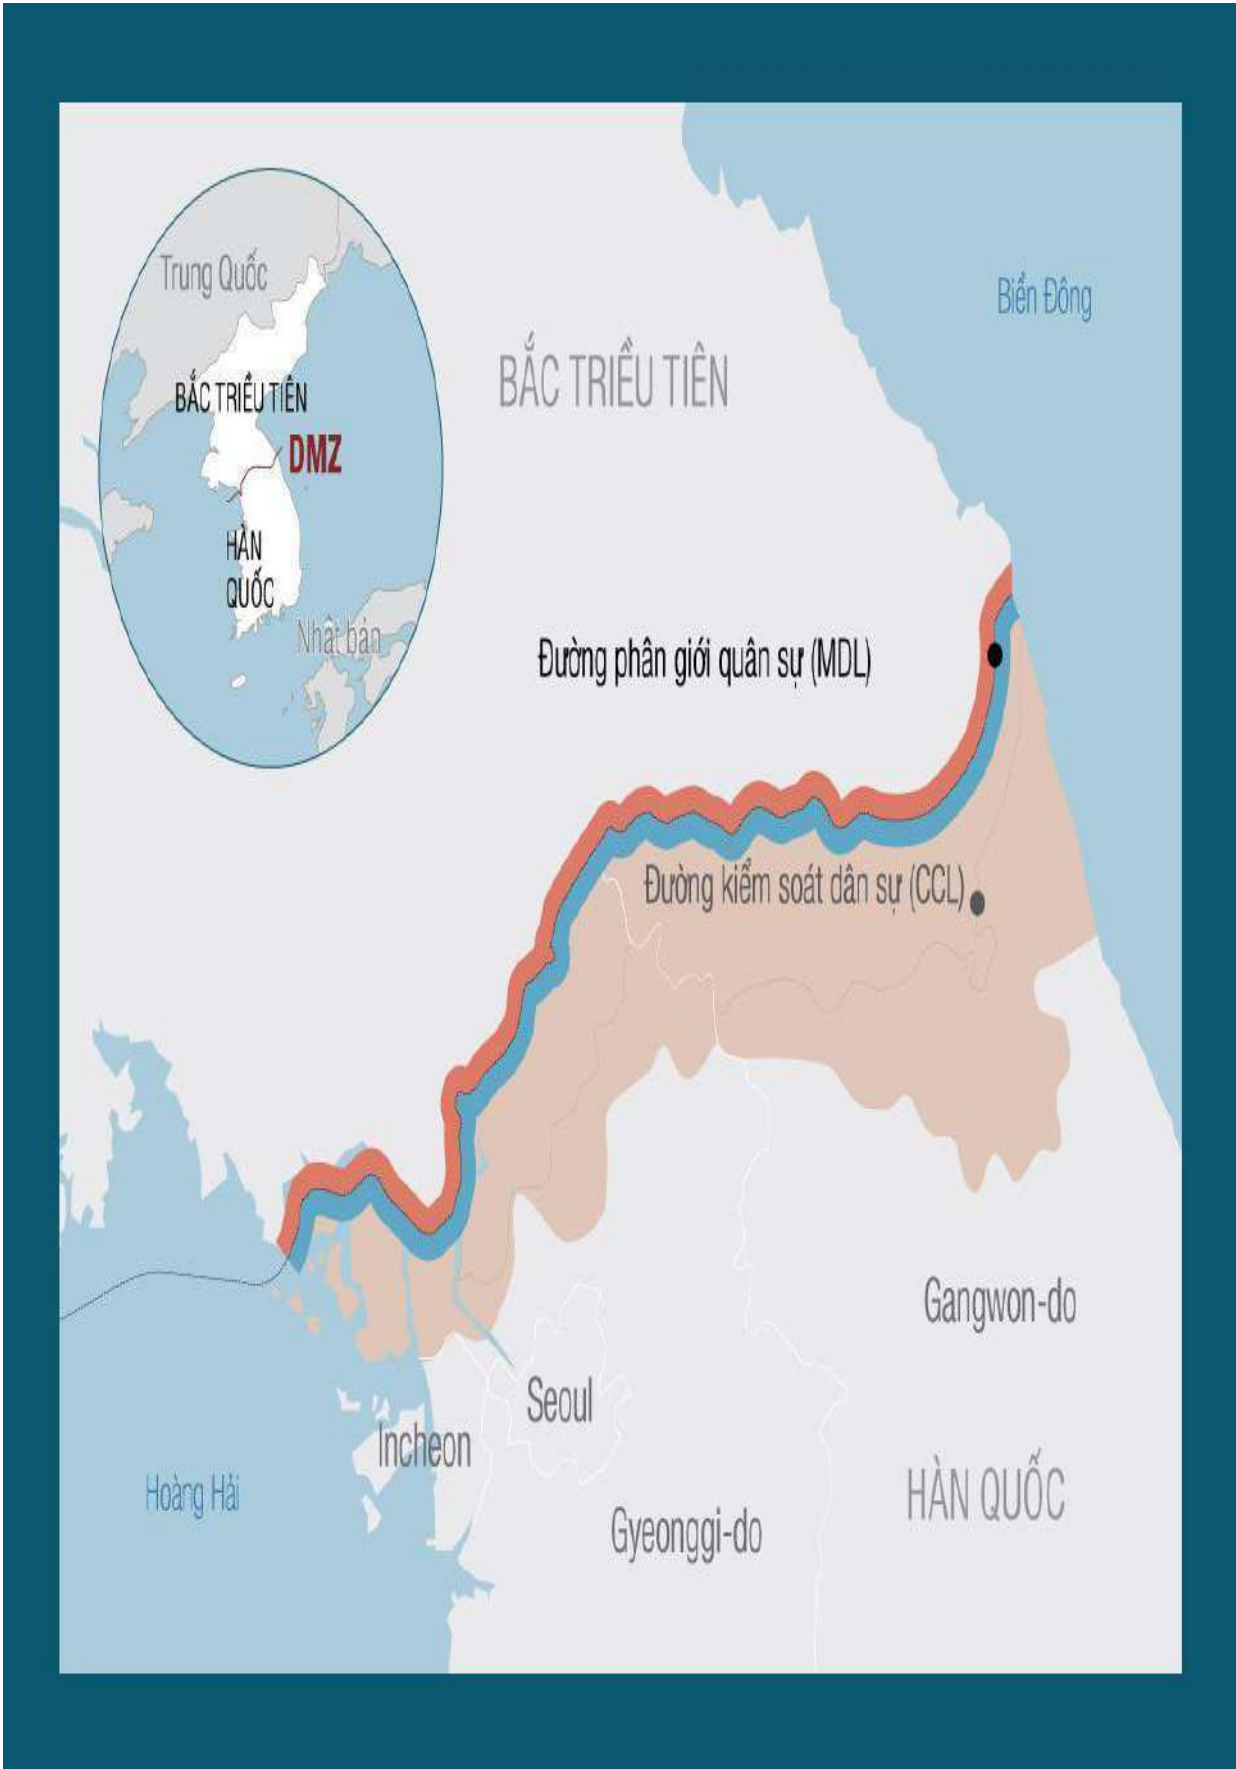 Trung Quốc
BẮC TRIỀU TIÊN
DMZ
HÀN
QUỐC
Nhật bản
BẮC TRIỀU TIÊN
Biển Đông
Đường phân giới quân sự (MDL)
Đường kiểm soát dân sự (CCL)
Gangwon-do
Seoul
Incheon
Hoàng Hải
HÀN QUỐC
Gyeonggi-do